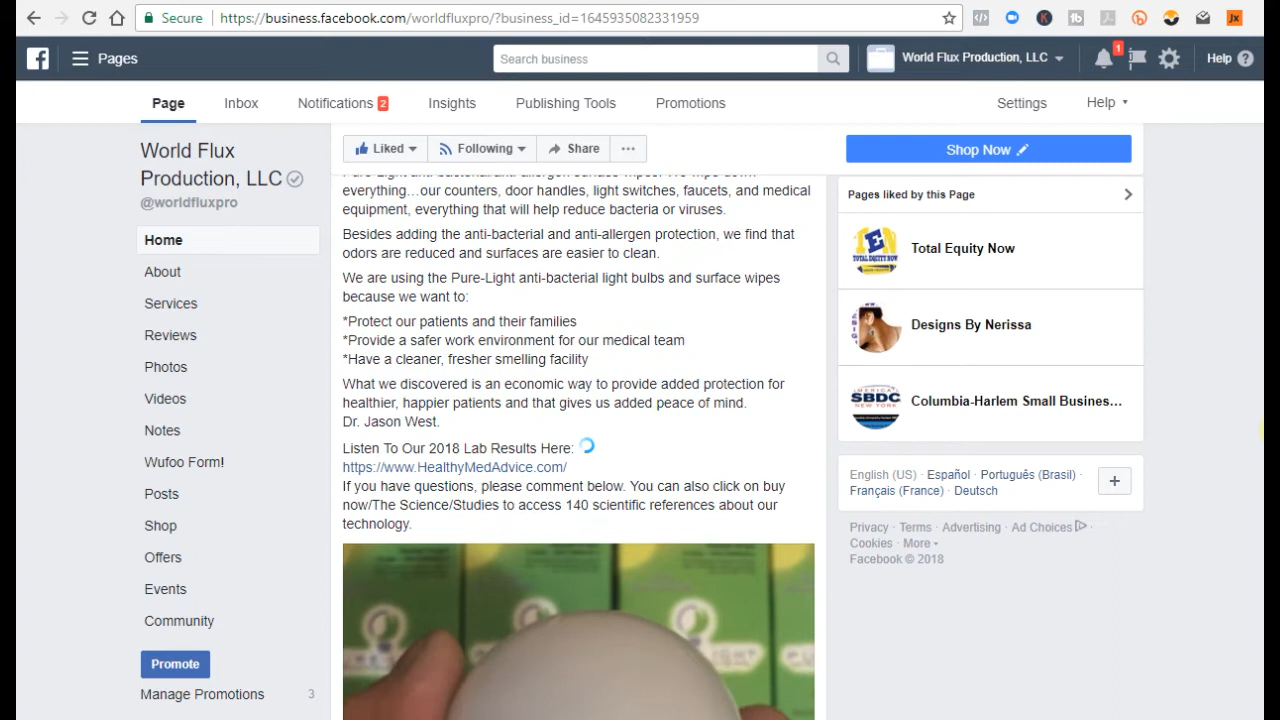 Secure
https://business.facebook.com/worldfluxpro/?business_id=1645935082331959
Pages
Search business
World Flux Production, LLC
1
Help
Page
Inbox
Notifications 2
Insights
Publishing Tools
Promotions
Settings
Help
World Flux
Production, LLC
@worldfluxpro
Home
About
Services
Reviews
Photos
Videos
Notes
Wufoo Form!
Posts
Shop
Offers
Events
Community
Promote
Manage Promotions 3
Liked
Following
Share
Shop Now
everything…our counters, door handles, light switches, faucets, and medical
equipment, everything that will help reduce bacteria or viruses.
Besides adding the anti-bacterial and anti-allergen protection, we find that
odors are reduced and surfaces are easier to clean.
We are using the Pure-Light anti-bacterial light bulbs and surface wipes
because we want to:
*Protect our patients and their families
*Provide a safer work environment for our medical team
*Have a cleaner, fresher smelling facility
What we discovered is an economic way to provide added protection for
healthier, happier patients and that gives us added peace of mind.
Dr. Jason West.
Listen To Our 2018 Lab Results Here:
https://www.HealthyMedAdvice.com/
If you have questions, please comment below. You can also click on buy
now/The Science/Studies to access 140 scientific references about our
technology.
Pages liked by this Page
TOTAL EQUITY NOW
Total Equity Now
Designs By Nerissa
AMERICA'S
SBDC
NEW YORK
Columbia-Harlem Small Busines...
English (US) · Español · Português (Brasil) ·
Français (France) · Deutsch
Privacy · Terms · Advertising · Ad Choices ·
Cookies · More
Facebook © 2018